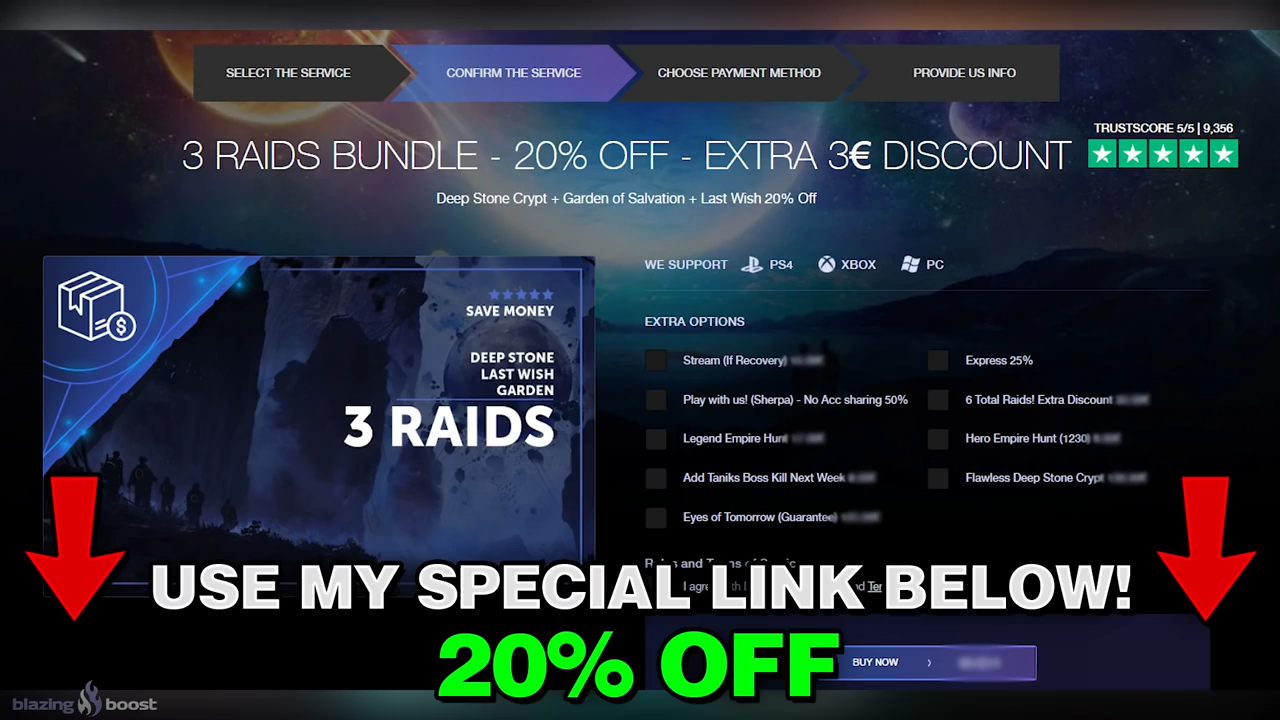 SELECT THE SERVICE
CONFIRM THE SERVICE
CHOOSE PAYMENT METHOD
PROVIDE US INFO
TRUSTSCORE 5/5 | 9,356
3 RAIDS BUNDLE - 20% OFF - EXTRA 3€ DISCOUNT
Deep Stone Crypt + Garden of Salvation + Last Wish 20% Off
WE SUPPORT PS4 XBOX PC
SAVE MONEY
DEEP STONE
LAST WISH
GARDEN
3 RAIDS
EXTRA OPTIONS
Stream (If Recovery)
Express 25%
Play with us! (Sherpa) - No Acc sharing 50%
6 Total Raids! Extra Discount
Legend Empire Hunt
Hero Empire Hunt (1230)
Add Taniks Boss Kill Next Week
Flawless Deep Stone Crypt
Eyes of Tomorrow (Guarantee)
and
I
USE MY SPECIAL LINK BELOW!
20% OFF
BUY NOW
blazing boost